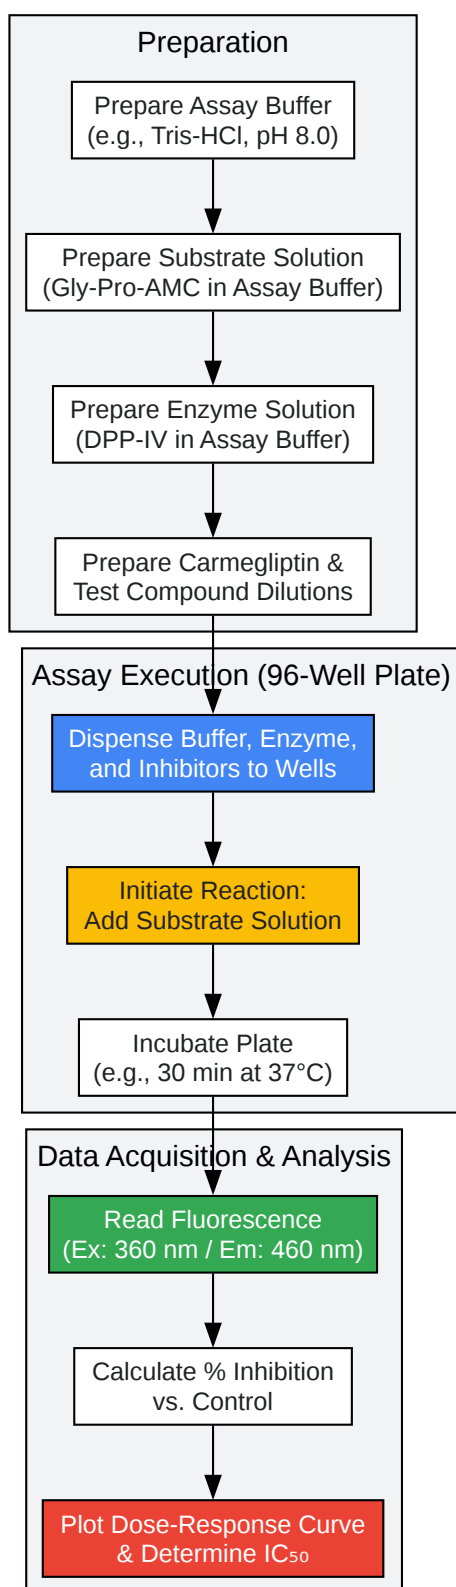 Preparation
Prepare Assay Buffer
(e.g., Tris-HCl, pH 8.0)
Prepare Substrate Solution
(Gly-Pro-AMC in Assay Buffer)
Prepare Enzyme Solution
(DPP-IV in Assay Buffer)
Prepare Carmegliptin &
Test Compound Dilutions
Assay Execution (96-Well Plate)
Dispense Buffer, Enzyme,
and Inhibitors to Wells
Initiate Reaction:
Add Substrate Solution
Incubate Plate
(e.g., 30 min at 37°C)
Data Acquisition & Analysis
Read Fluorescence
(Ex: 360 nm / Em: 460 nm)
Calculate % Inhibition
vs. Control
Plot Dose-Response Curve
& Determine IC₅₀